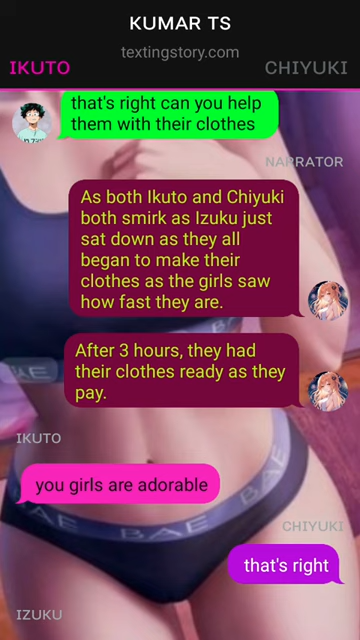 KUMAR TS
textingstory.com
IKUTO
CHIYUKI
that's right can you help
them with their clothes
NARRATOR
As both Ikuto and Chiyuki
both smirk as Izuku just
sat down as they all
began to make their
clothes as the girls saw
how fast they are.
After 3 hours, they had
their clothes ready as they
pay.
IKUTO
you girls are adorable
CHIYUKI
that's right
IZUKU
BAE
BAE
BAE BAE BAE